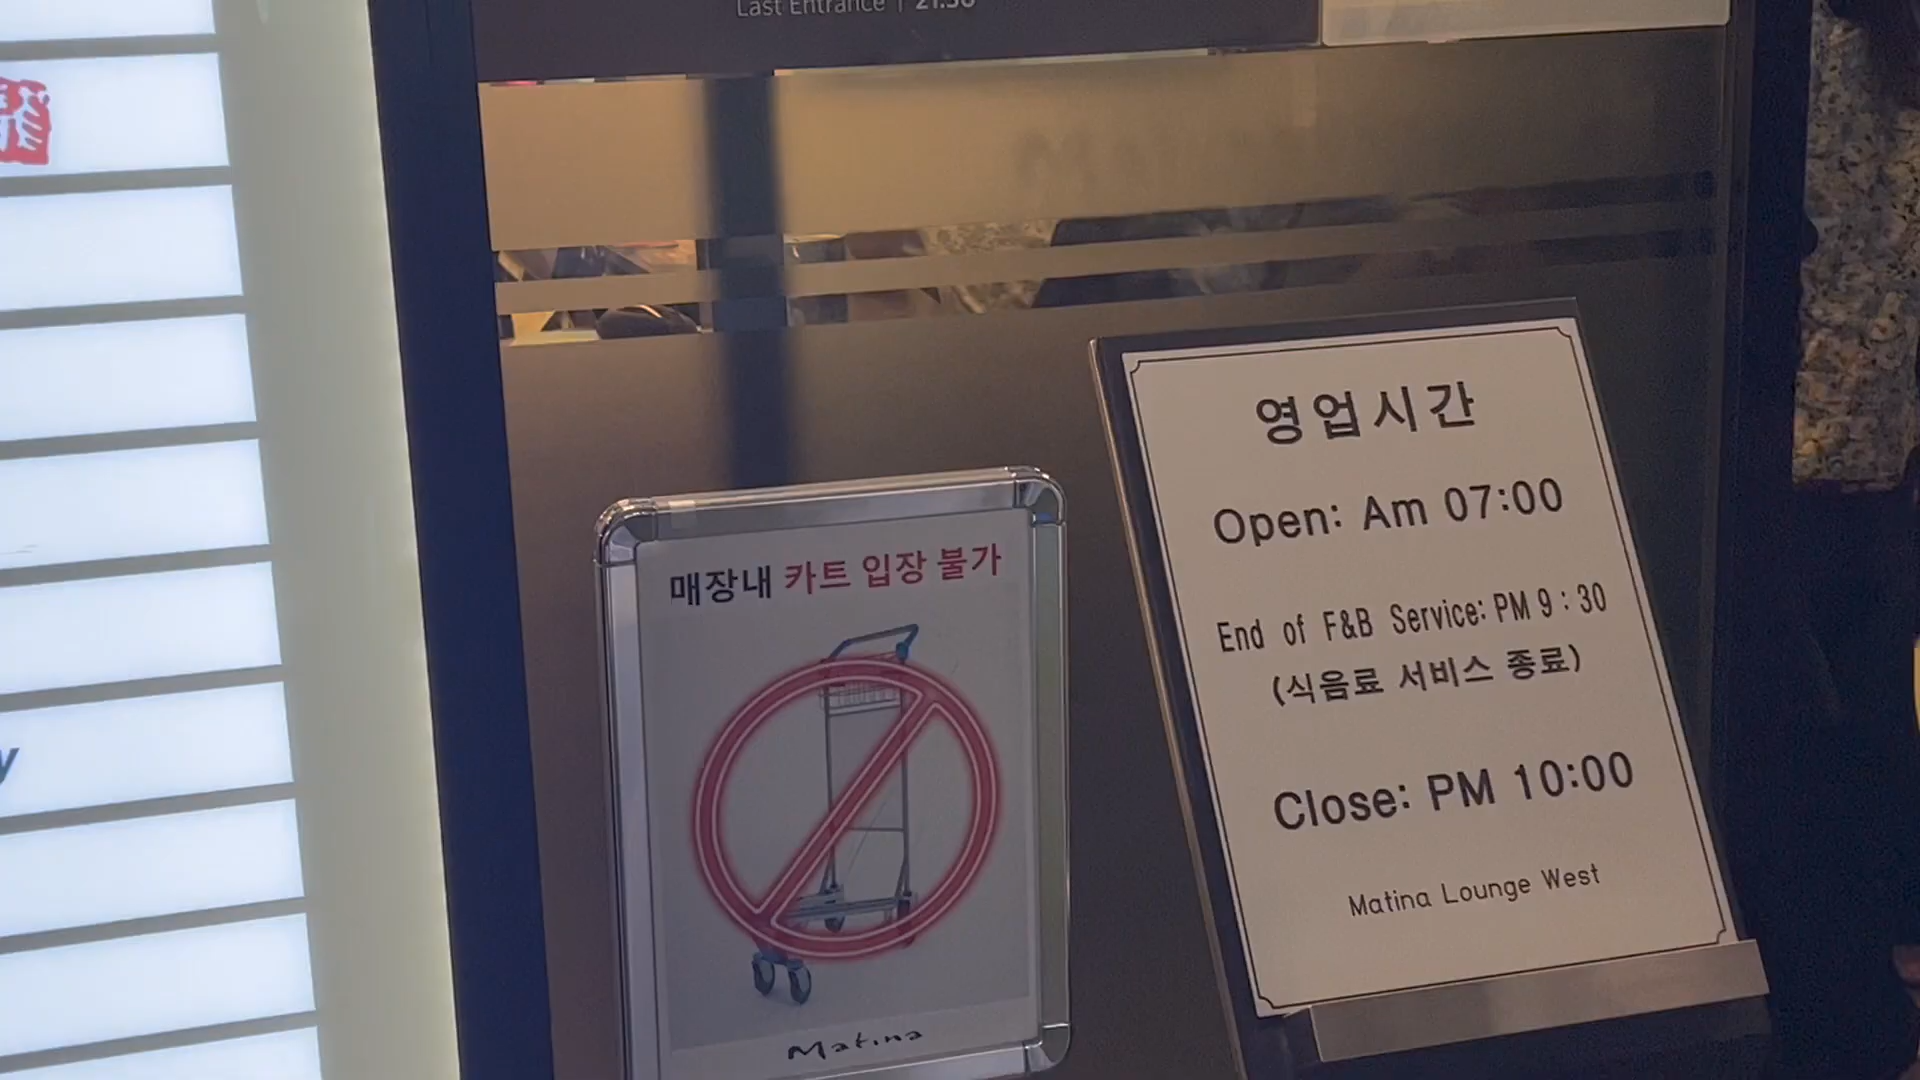 Last Entrance | 21:30
매장내 카트 입장 불가
Matina
영업시간
Open: Am 07:00
End of F&B Service: PM 9 : 30
(식음료 서비스 종료)
Close: PM 10:00
Matina Lounge West